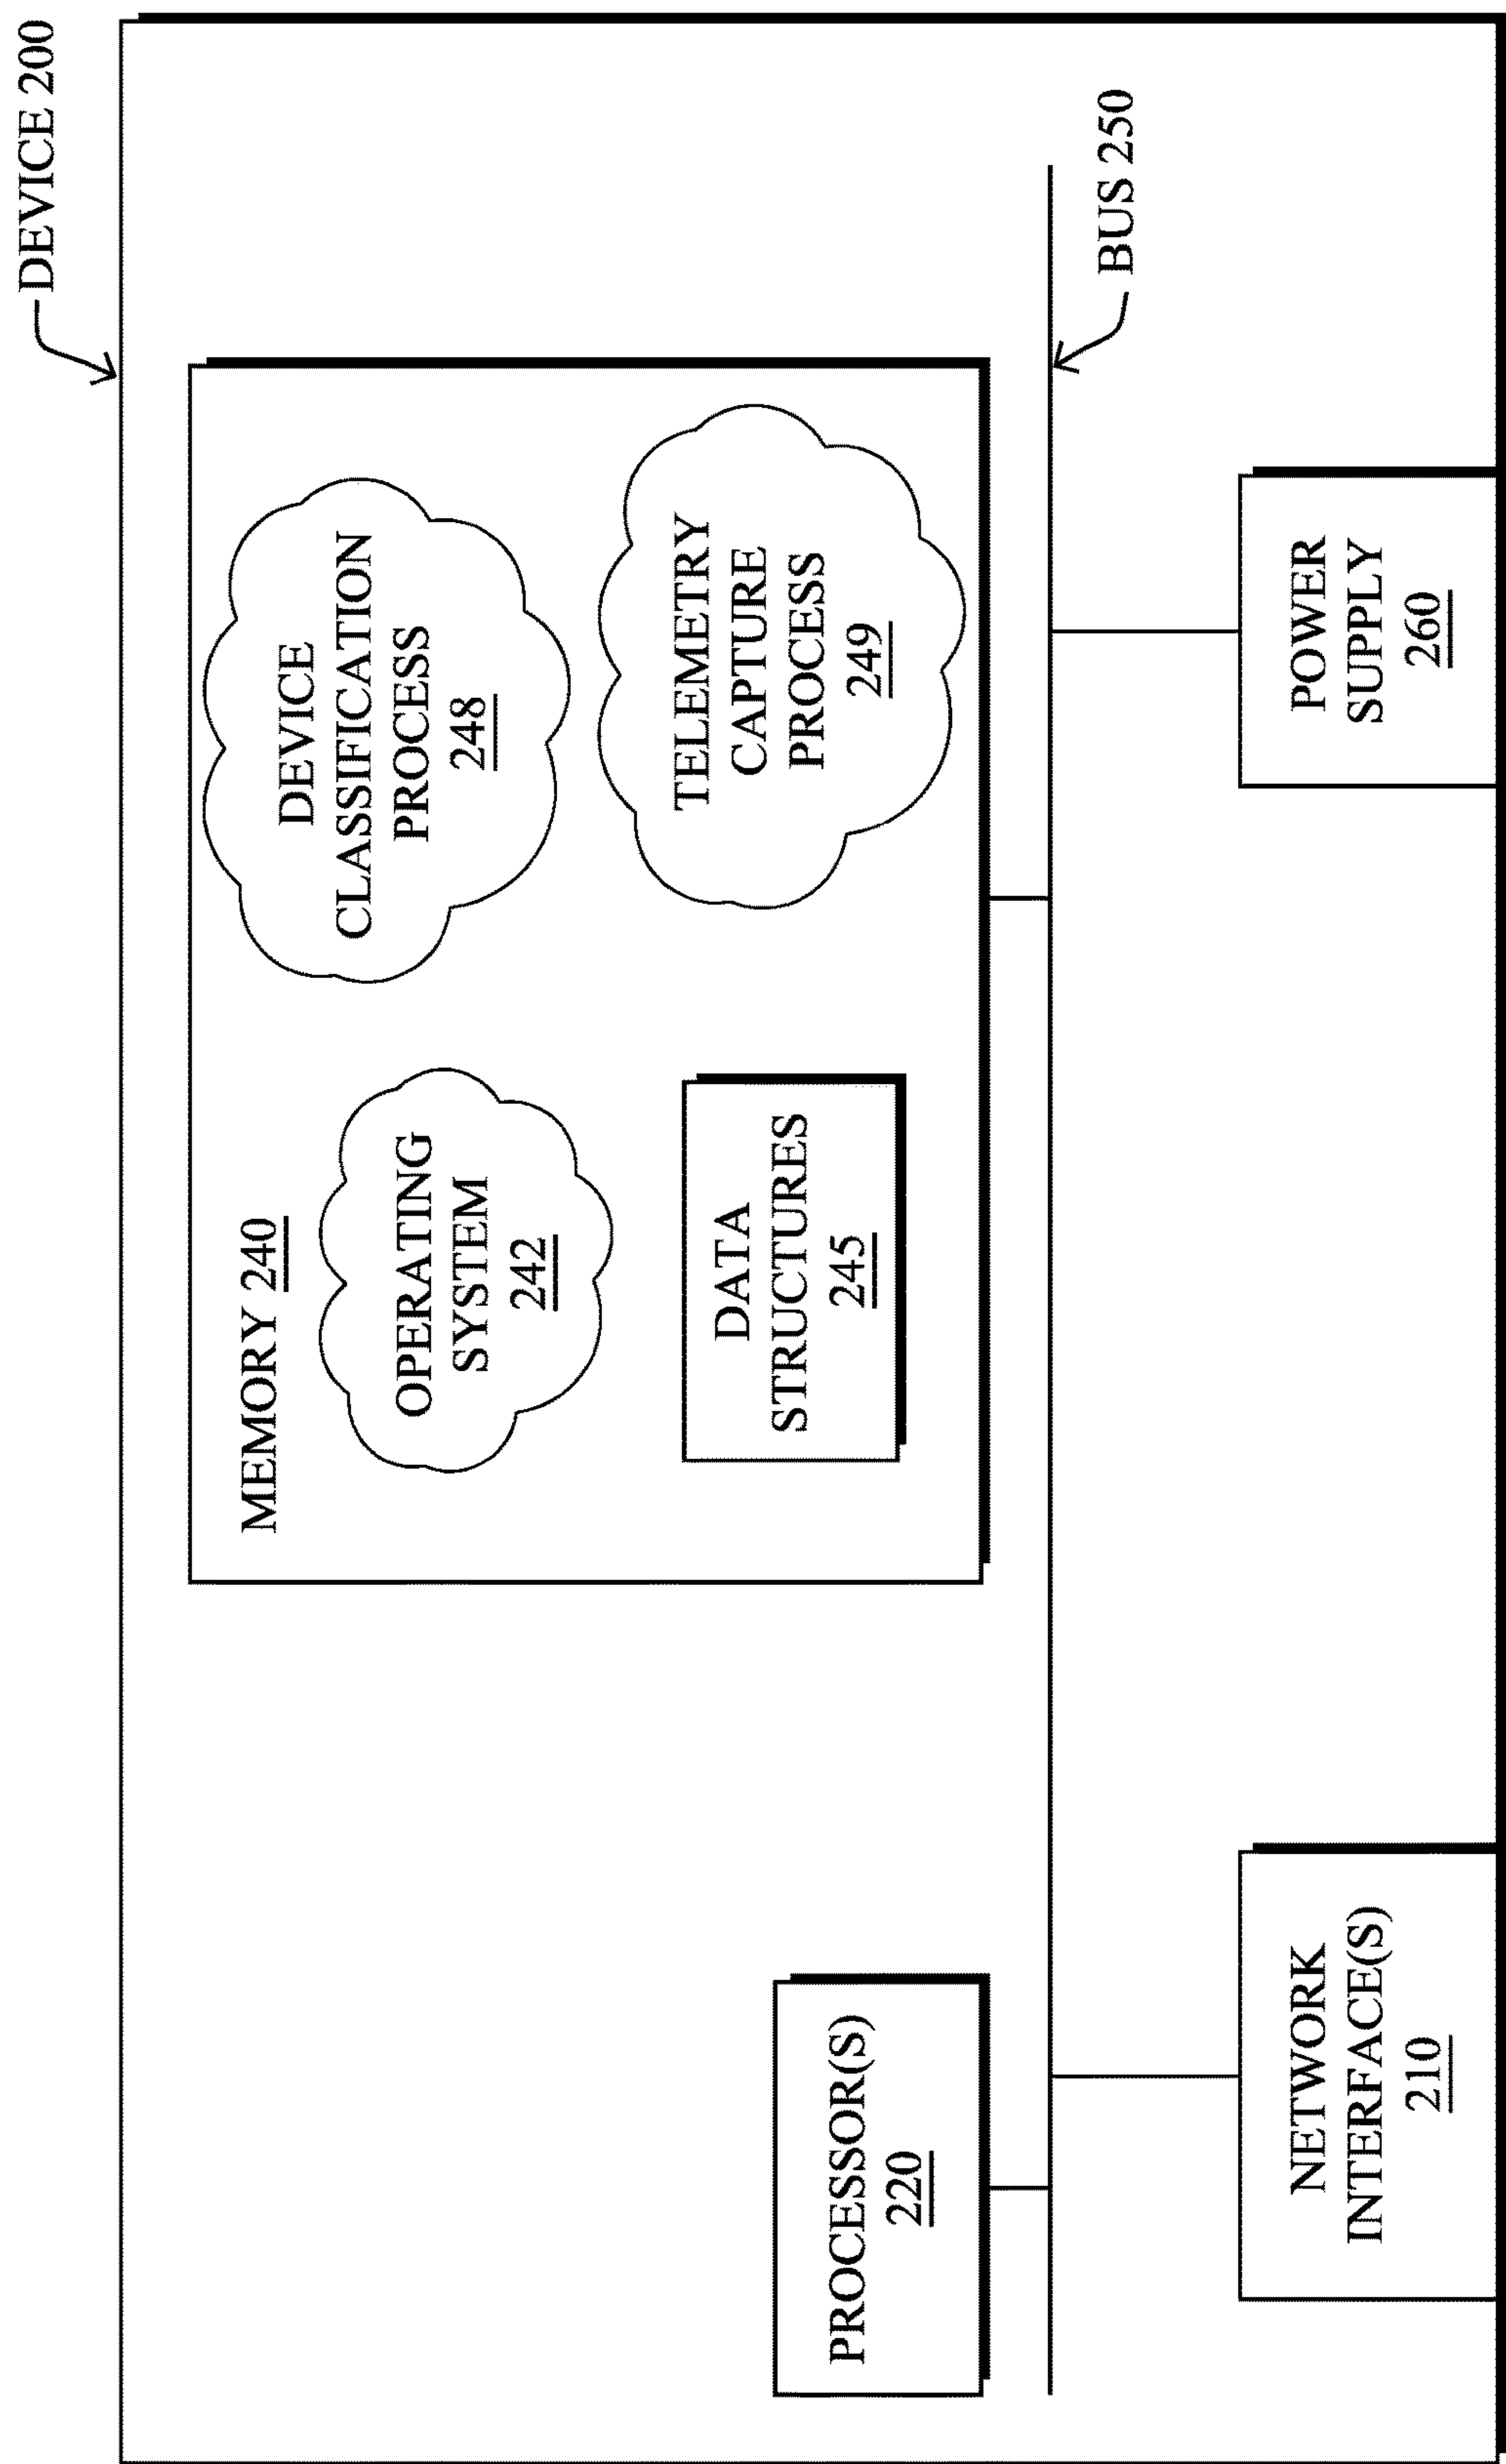 DEVICE 200
MEMORY 240
OPERATING
SYSTEM
242
DATA
STRUCTURES
245
DEVICE
CLASSIFICATION
PROCESS
248
TELEMETRY
CAPTURE
PROCESS
249
PROCESSOR(S)
220
BUS 250
NETWORK
INTERFACE(S)
210
POWER
SUPPLY
260